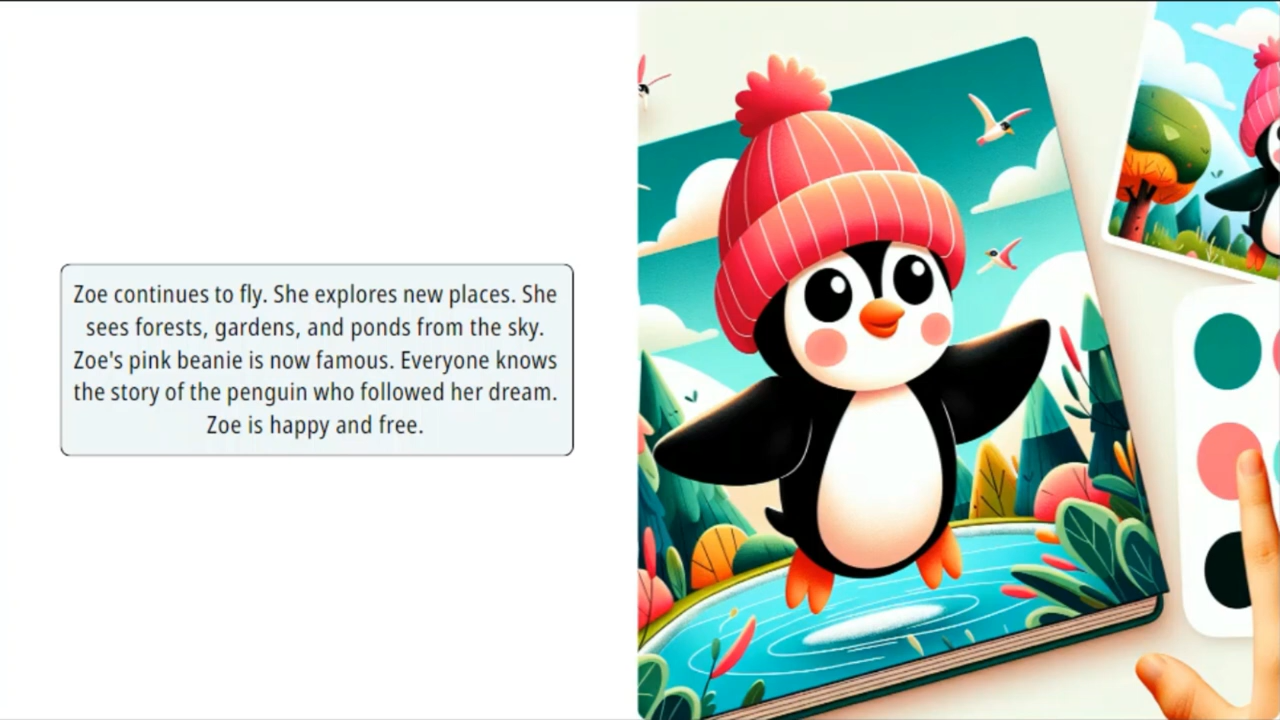 Zoe continues to fly. She explores new places. She
sees forests, gardens, and ponds from the sky.
Zoe's pink beanie is now famous. Everyone knows
the story of the penguin who followed her dream.
Zoe is happy and free.